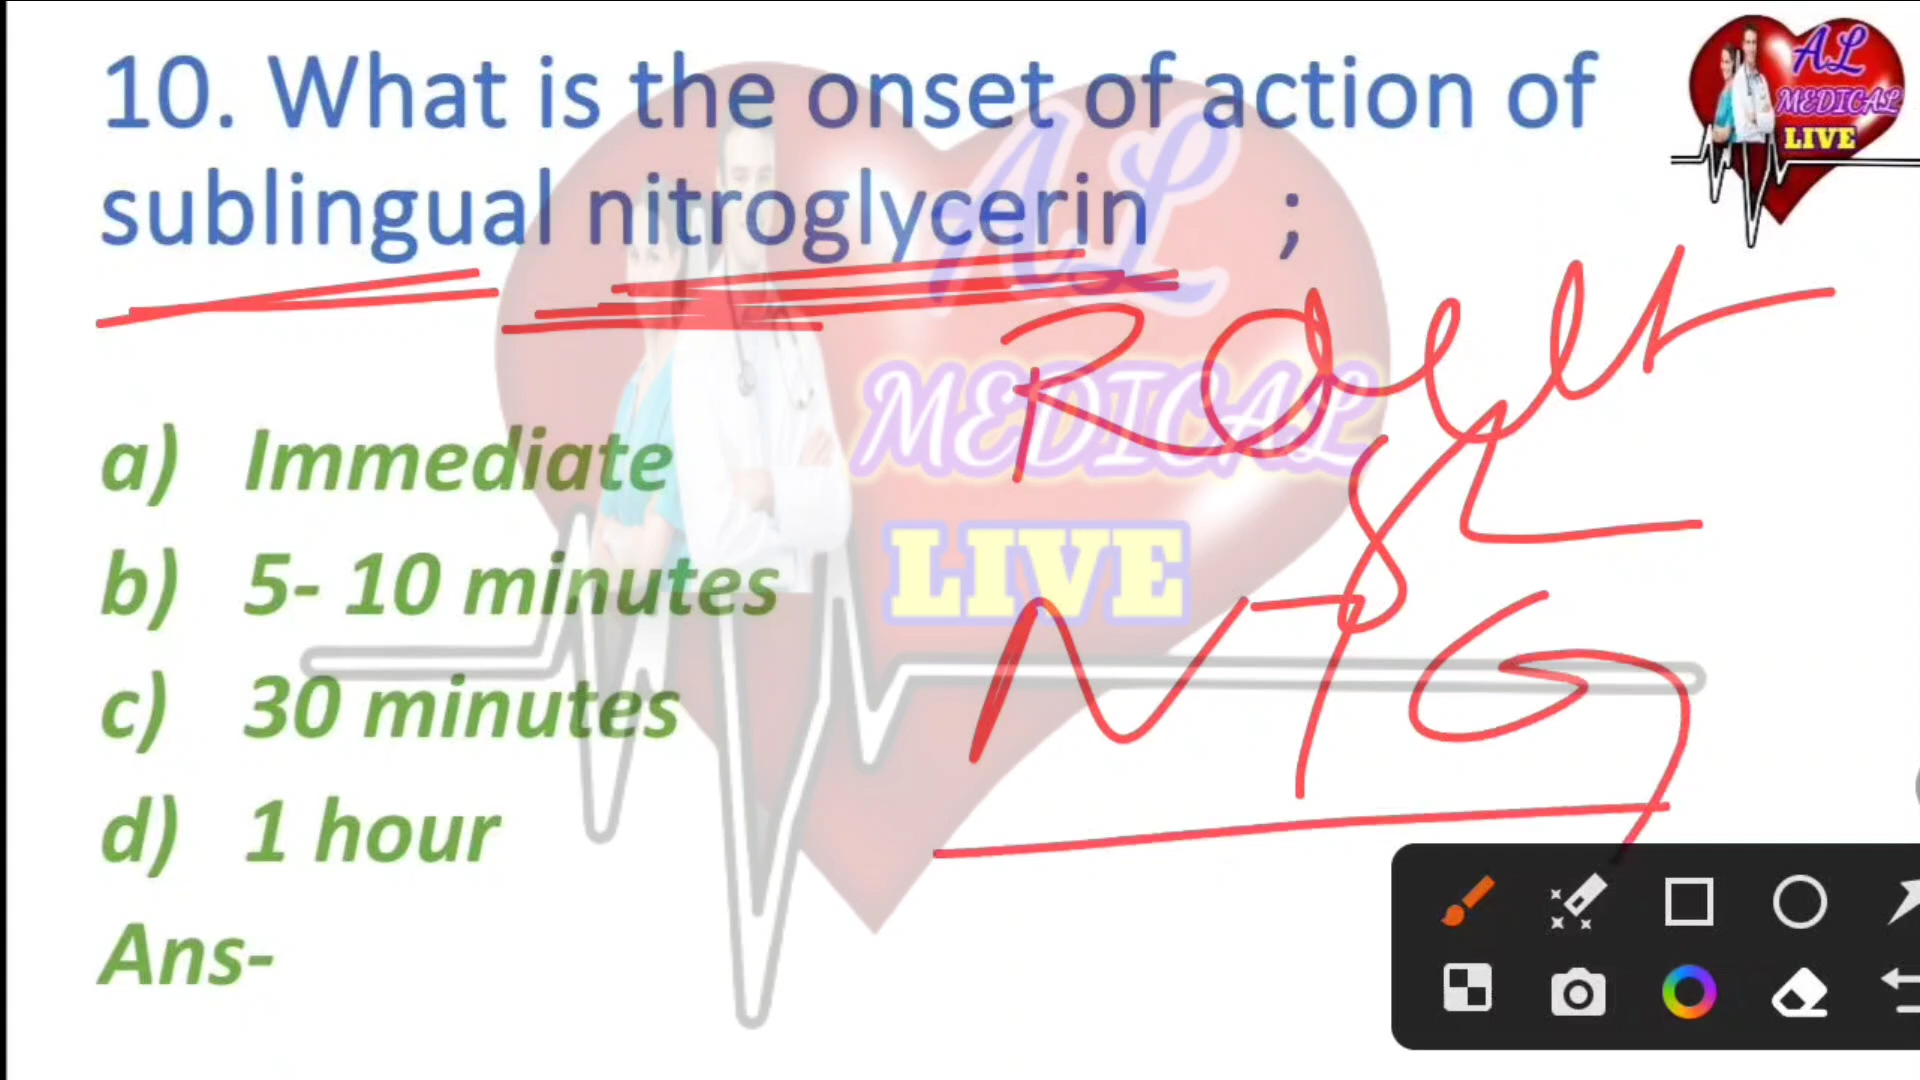 10. What is the onset of action of
sublingual nitroglycerin ;
AL
MEDICAL
LIVE
a) Immediate
b) 5- 10 minutes
c) 30 minutes
d) 1 hour
Ans-
AL
MEDICAL
LIVE
SL
NTG